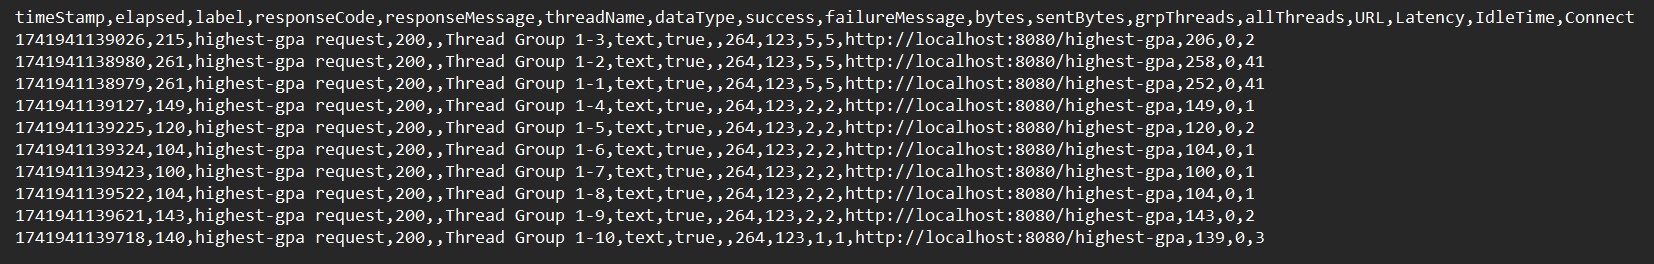 timeStamp,elapsed,label,responseCode,responseMessage,threadName,dataType,success,failureMessage,bytes,sentBytes,grpThreads,allThreads,URL,Latency,IdleTime,Connect
1741941139026,215,highest-gpa request,200,,Thread Group 1-3,text,true,,264,123,5,5,http://localhost:8080/highest-gpa,206,0,2
1741941138980,261,highest-gpa request,200,,Thread Group 1-2,text,true,,264,123,5,5,http://localhost:8080/highest-gpa,258,0,41
1741941138979,261,highest-gpa request,200,,Thread Group 1-1,text,true,,264,123,5,5,http://localhost:8080/highest-gpa,252,0,41
1741941139127,149,highest-gpa request,200,,Thread Group 1-4,text,true,,264,123,2,2,http://localhost:8080/highest-gpa,149,0,1
1741941139225,120,highest-gpa request,200,,Thread Group 1-5,text,true,,264,123,2,2,http://localhost:8080/highest-gpa,120,0,2
1741941139324,104,highest-gpa request,200,,Thread Group 1-6,text,true,,264,123,2,2,http://localhost:8080/highest-gpa,104,0,1
1741941139423,100,highest-gpa request,200,,Thread Group 1-7,text,true,,264,123,2,2,http://localhost:8080/highest-gpa,100,0,1
1741941139522,104,highest-gpa request,200,,Thread Group 1-8,text,true,,264,123,2,2,http://localhost:8080/highest-gpa,104,0,1
1741941139621,143,highest-gpa request,200,,Thread Group 1-9,text,true,,264,123,2,2,http://localhost:8080/highest-gpa,143,0,2
1741941139718,140,highest-gpa request,200,,Thread Group 1-10,text,true,,264,123,1,1,http://localhost:8080/highest-gpa,139,0,3